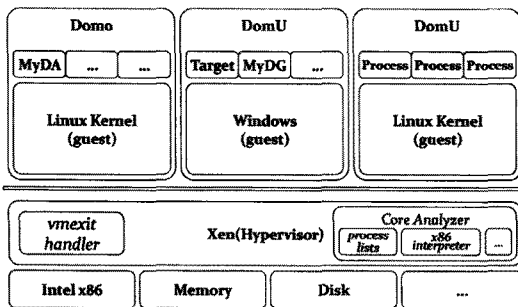 Domo DomU DomU
MyDA ... ... Target MyDG ... Process Process Process
Linux Kernel Windows Linux Kernel
(guest) (guest) (guest)
Core Analyzer
vmexit Xen(Hypervisor) process x86 ...
handler lists interpreter
Intel x86 Memory Disk ...